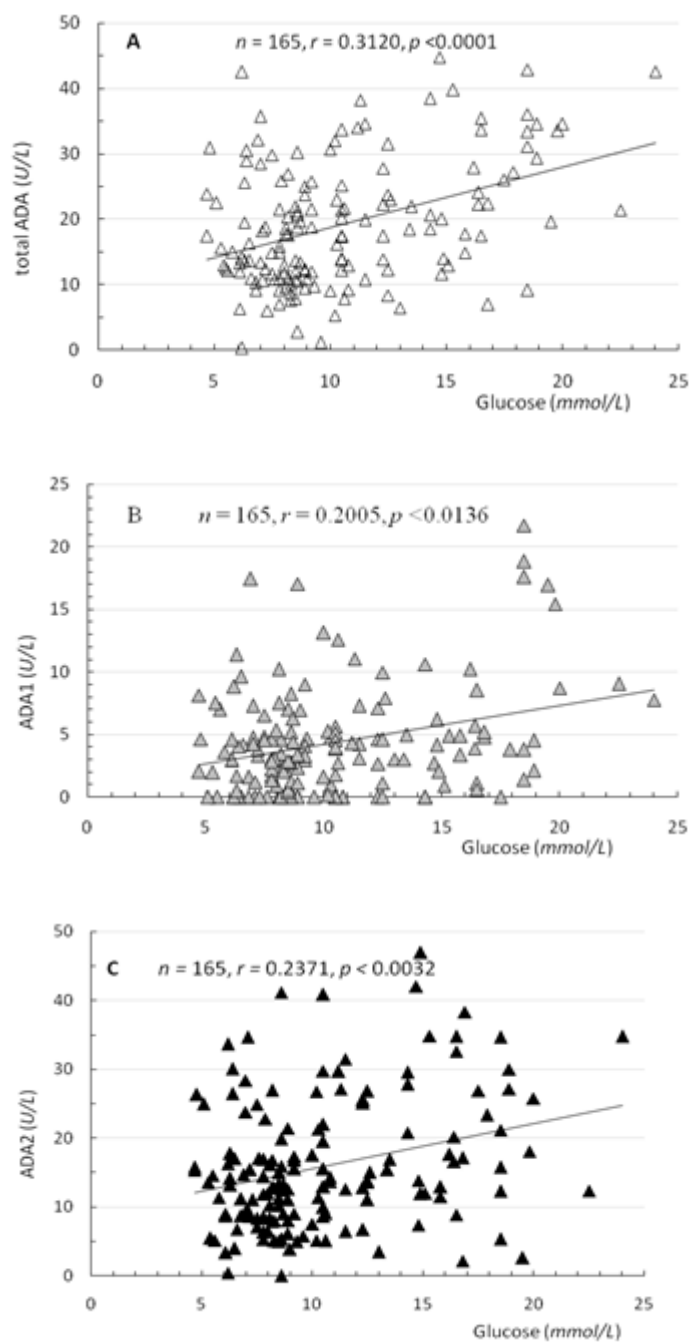 A n = 165, r = 0.3120, p <0.0001
50
40
30
20
10
0
total ADA (U/L)
0 5 10 15 20 25
Glucose (mmol/L)
B n = 165, r = 0.2005, p <0.0136
25
20
15
10
5
0
ADA1 (U/L)
0 5 10 15 20 25
Glucose (mmol/L)
C n = 165, r = 0.2371, p < 0.0032
50
40
30
20
10
0
ADA2 (U/L)
0 5 10 15 20 25
Glucose (mmol/L)